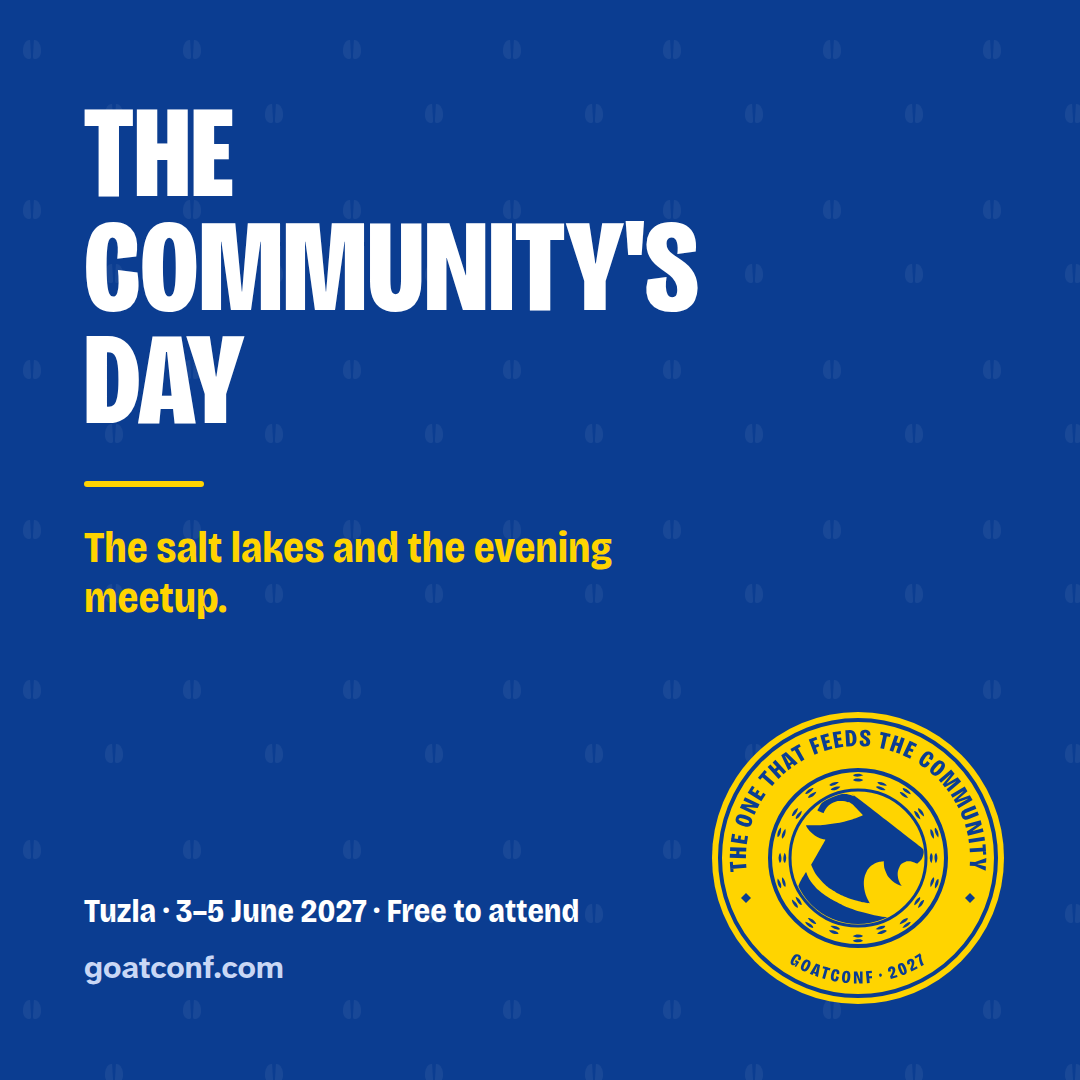 THE
COMMUNITY'S
DAY
The salt lakes and the evening
meetup.
THE ONE THAT FEEDS THE COMMUNITY
GOATCONF · 2027
Tuzla · 3–5 June 2027 · Free to attend
goatconf.com